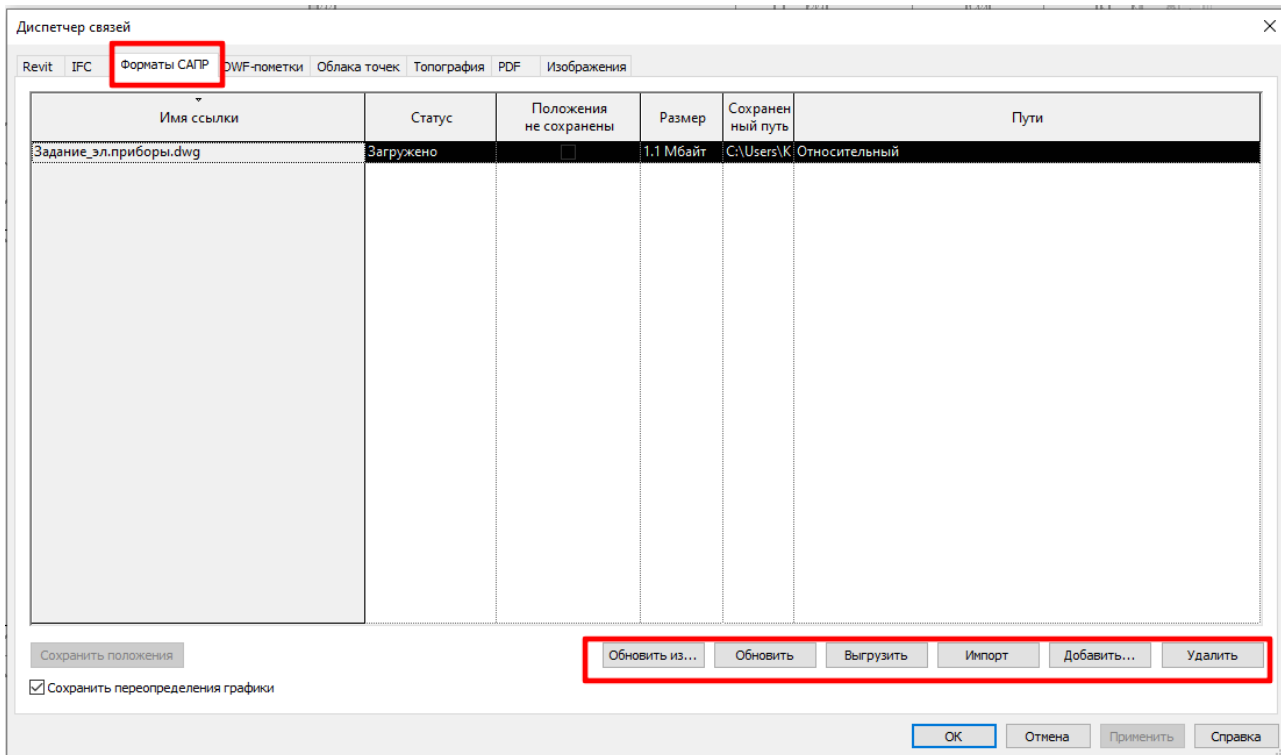 Диспетчер связей
Revit IFC Форматы САПР DWF-пометки Облака точек Топография PDF Изображения
Имя ссылки Статус Положения не сохранены Размер Сохранен ный путь Пути
Задание_эл.приборы.dwg Загружено 1.1 Мбайт C:\Users\K Относительный
Сохранить положения Обновить из... Обновить Выгрузить Импорт Добавить... Удалить
Сохранить переопределения графики
OK Отмена Применить Справка